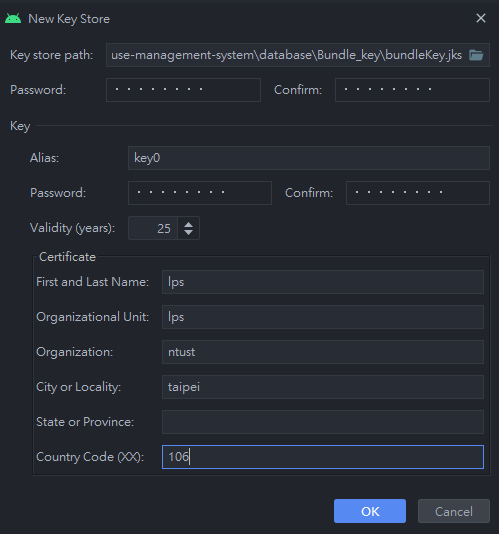 New Key Store
Key store path: use-management-system\database\Bundle_key\bundleKey.jks
Password: ········ Confirm: ········
Key
Alias: key0
Password: ········ Confirm: ········
Validity (years): 25
Certificate
First and Last Name: lps
Organizational Unit: lps
Organization: ntust
City or Locality: taipei
State or Province:
Country Code (XX): 106
OK Cancel